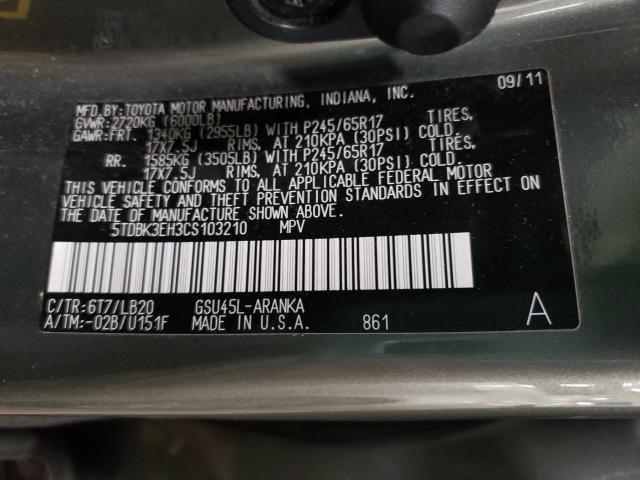 MFD.BY:TOYOTA MOTOR MANUFACTURING, INDIANA, INC. 09/11
GVWR:2720KG (6000LB)
GAWR:FRT. 1340KG (2955LB) WITH P245/65R17 TIRES,
17X7.5J RIMS, AT 210KPA (30PSI) COLD.
RR. 1585KG (3505LB) WITH P245/65R17 TIRES,
17X7.5J RIMS, AT 210KPA (30PSI) COLD.
THIS VEHICLE CONFORMS TO ALL APPLICABLE FEDERAL MOTOR
VEHICLE SAFETY AND THEFT PREVENTION STANDARDS IN EFFECT ON
THE DATE OF MANUFACTURE SHOWN ABOVE.
5TDBK3EH3CS103210 MPV
C/TR:6T7/LB20 GSU45L-ARANKA
A/TM:-02B/U151F MADE IN U.S.A. 861 A